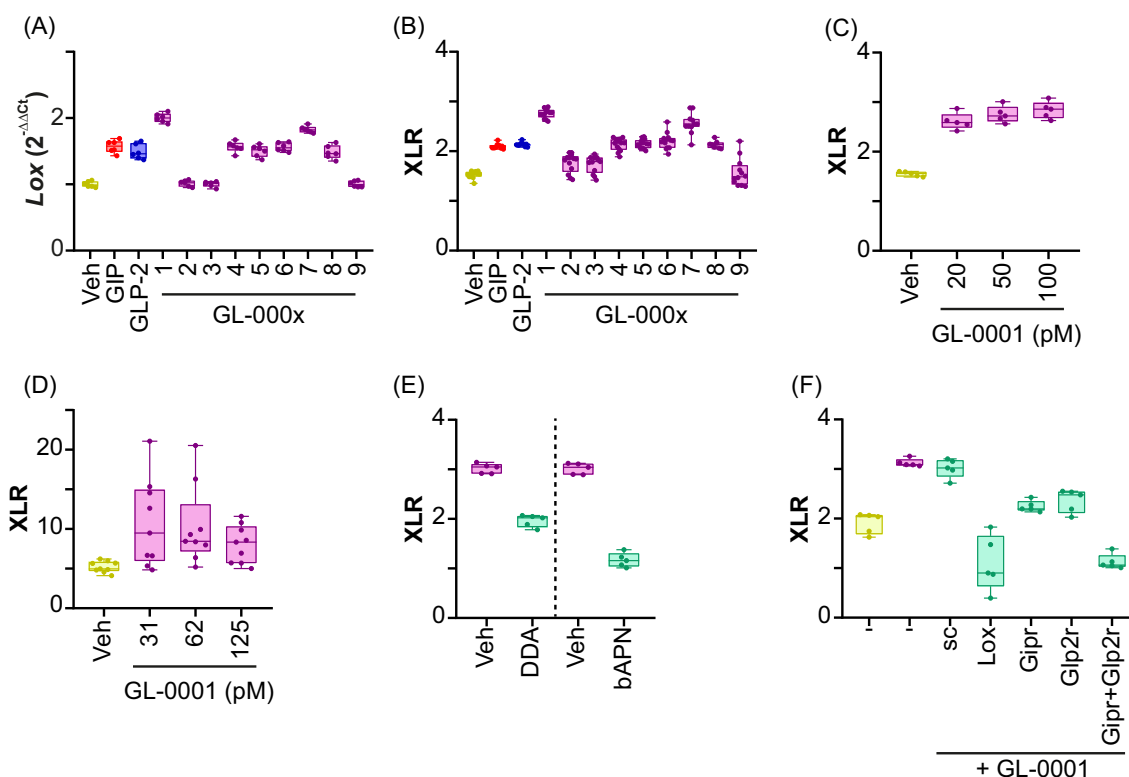 (A)
Lox (2^-ΔΔCt)
2
1
0
Veh
GIP
GLP-2
1
2
3
4
5
6
7
8
9
GL-000x
(B)
XLR
4
2
0
Veh
GIP
GLP-2
1
2
3
4
5
6
7
8
9
GL-000x
(C)
XLR
4
2
0
Veh
20
50
100
GL-0001 (pM)
(D)
XLR
20
10
0
Veh
31
62
125
GL-0001 (pM)
(E)
XLR
4
2
0
Veh
DDA
Veh
bAPN
(F)
XLR
4
2
0
-
-
sc
Lox
Gipr
Glp2r
Gipr+Glp2r
+ GL-0001